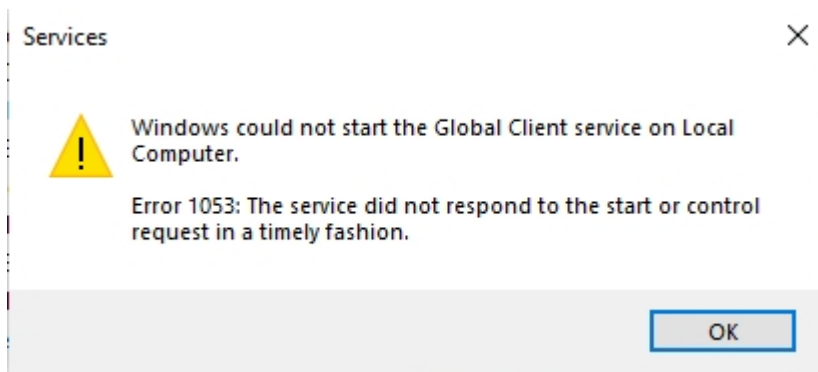 Services
Windows could not start the Global Client service on Local
Computer.
Error 1053: The service did not respond to the start or control
request in a timely fashion.
OK